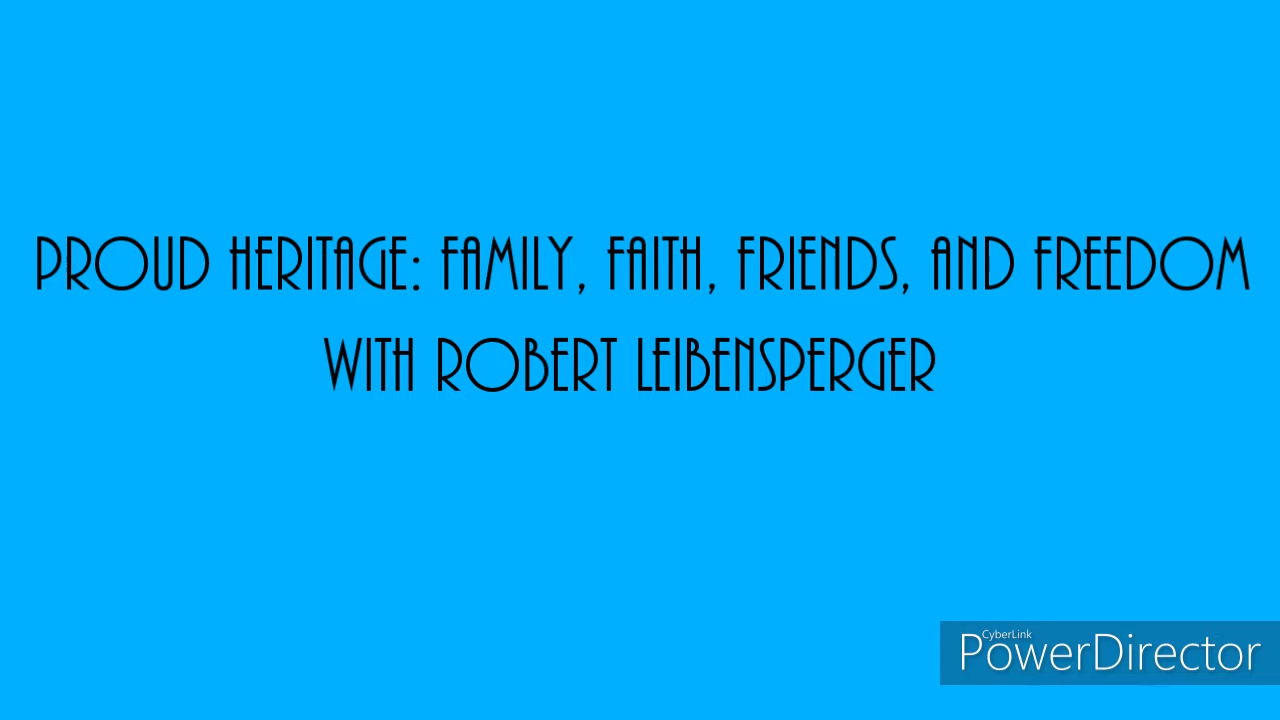 PROUD HERITAGE: FAMILY, FAITH, FRIENDS, AND FREEDOM
WITH ROBERT LEIBENSPERGER
CyberLink
PowerDirector